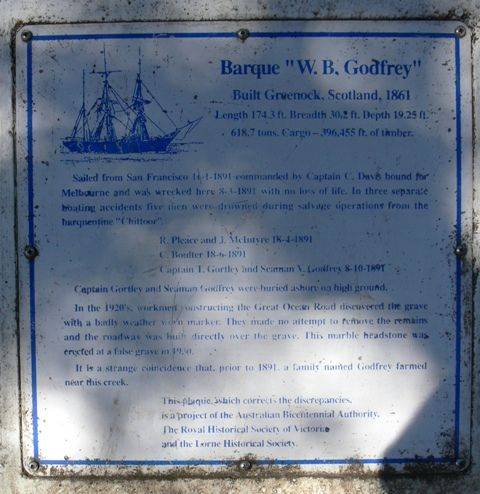 Barque "W. B. Godfrey"
Built Greenock, Scotland, 1861
Length 174.3 ft. Breadth 30.2 ft. Depth 19.25 ft.
618.7 tons. Cargo – 396,455 ft. of timber.
Sailed from San Francisco 14-1-1891 commanded by Captain C. Davis bound for
Melbourne and was wrecked here 8-3-1891 with no loss of life. In three separate
boating accidents five men were drowned during salvage operations from the
barquentine "Chittoor".
R. Pleace and J. McIntyre 18-4-1891
C. Boulter 18-6-1891
Captain T. Gortley and Seaman V. Godfrey 8-10-1891
Captain Gortley and Seaman Godfrey were buried ashore on high ground.
In the 1920's, workmen constructing the Great Ocean Road discovered the grave
with a badly weather worn marker. They made no attempt to remove the remains
and the roadway was built directly over the grave. This marble headstone was
erected at a false grave in 1930.
It is a strange coincidence that, prior to 1891, a family named Godfrey farmed
near this creek.
This plaque, which corrects the discrepancies,
is a project of the Australian Bicentennial Authority,
The Royal Historical Society of Victoria
and the Lorne Historical Society.